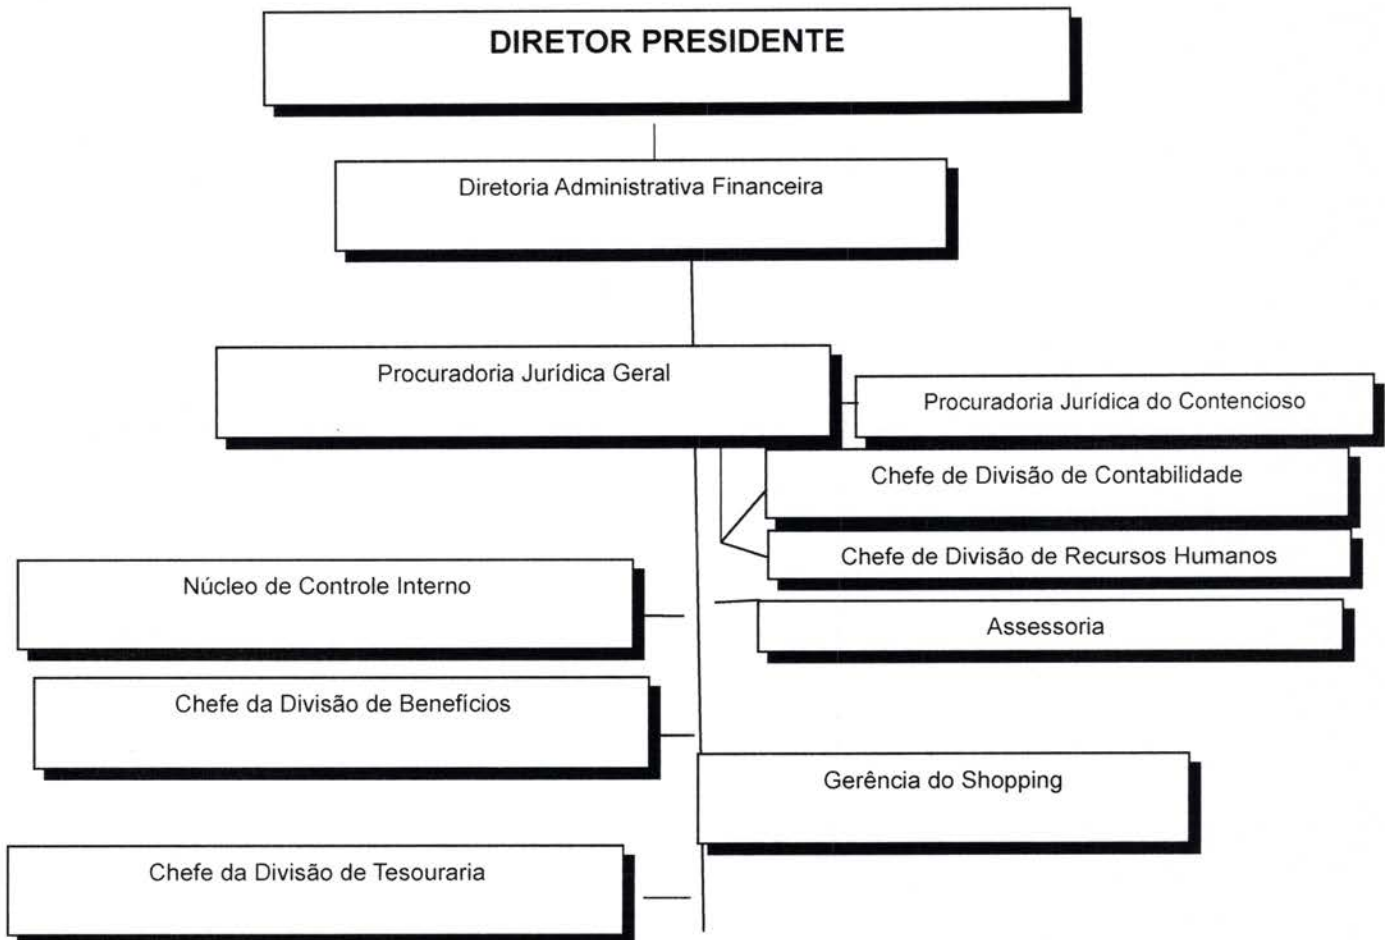 DIRETOR PRESIDENTE
Diretoria Administrativa Financeira
Procuradoria Jurídica Geral
Procuradoria Jurídica do Contencioso
Chefe de Divisão de Contabilidade
Chefe de Divisão de Recursos Humanos
Núcleo de Controle Interno
Assessoria
Chefe da Divisão de Benefícios
Gerência do Shopping
Chefe da Divisão de Tesouraria